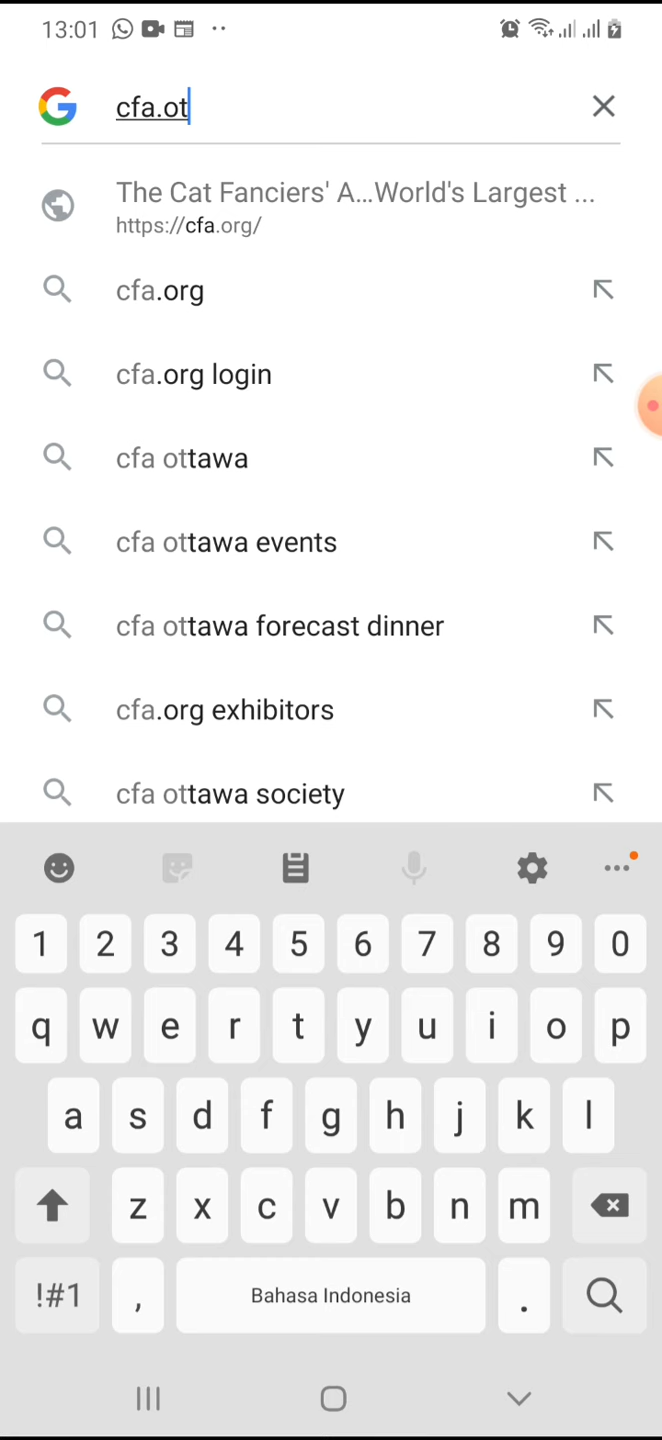 13:01
cfa.ot
The Cat Fanciers' A...World's Largest ...
https://cfa.org/
cfa.org
cfa.org login
cfa ottawa
cfa ottawa events
cfa ottawa forecast dinner
cfa.org exhibitors
cfa ottawa society
1 2 3 4 5 6 7 8 9 0
q w e r t y u i o p
a s d f g h j k l
z x c v b n m
!#1 , Bahasa Indonesia .